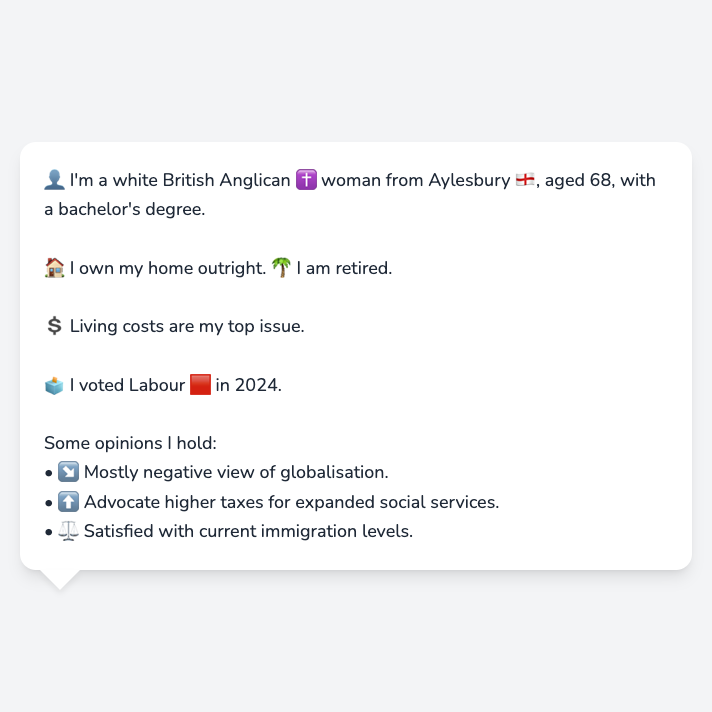 👤 I'm a white British Anglican ✝️ woman from Aylesbury 🏴󠁧󠁢󠁥󠁮󠁧󠁿, aged 68, with
a bachelor's degree.
🏠 I own my home outright. 🌴 I am retired.
💲 Living costs are my top issue.
🗳️ I voted Labour 🟥 in 2024.
Some opinions I hold:
• ↘️ Mostly negative view of globalisation.
• ⬆️ Advocate higher taxes for expanded social services.
• ⚖️ Satisfied with current immigration levels.